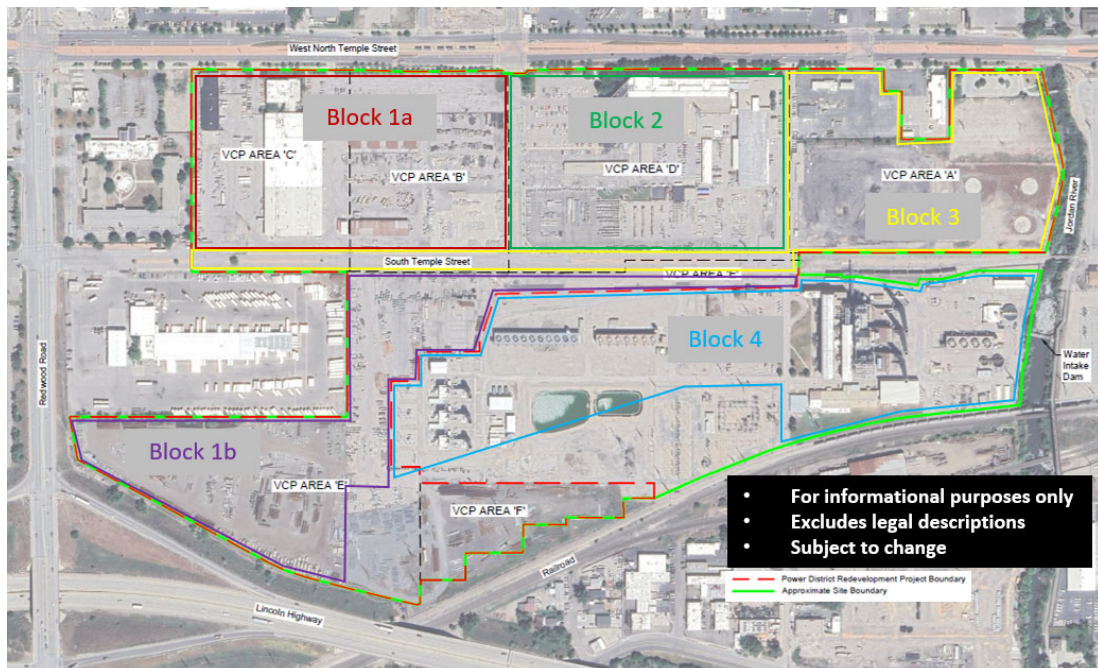 West North Temple Street
Block 1a
Block 2
VCP AREA 'C'
VCP AREA 'B'
VCP AREA 'D'
VCP AREA 'A'
Block 3
Jordan River
South Temple Street
VCP AREA 'E'
Redwood Road
Block 4
Water
Intake
Dam
Block 1b
VCP AREA 'E'
VCP AREA 'F'
• For informational purposes only
• Excludes legal descriptions
• Subject to change
Railroad
Power District Redevelopment Project Boundary
Approximate Site Boundary
Lincoln Highway